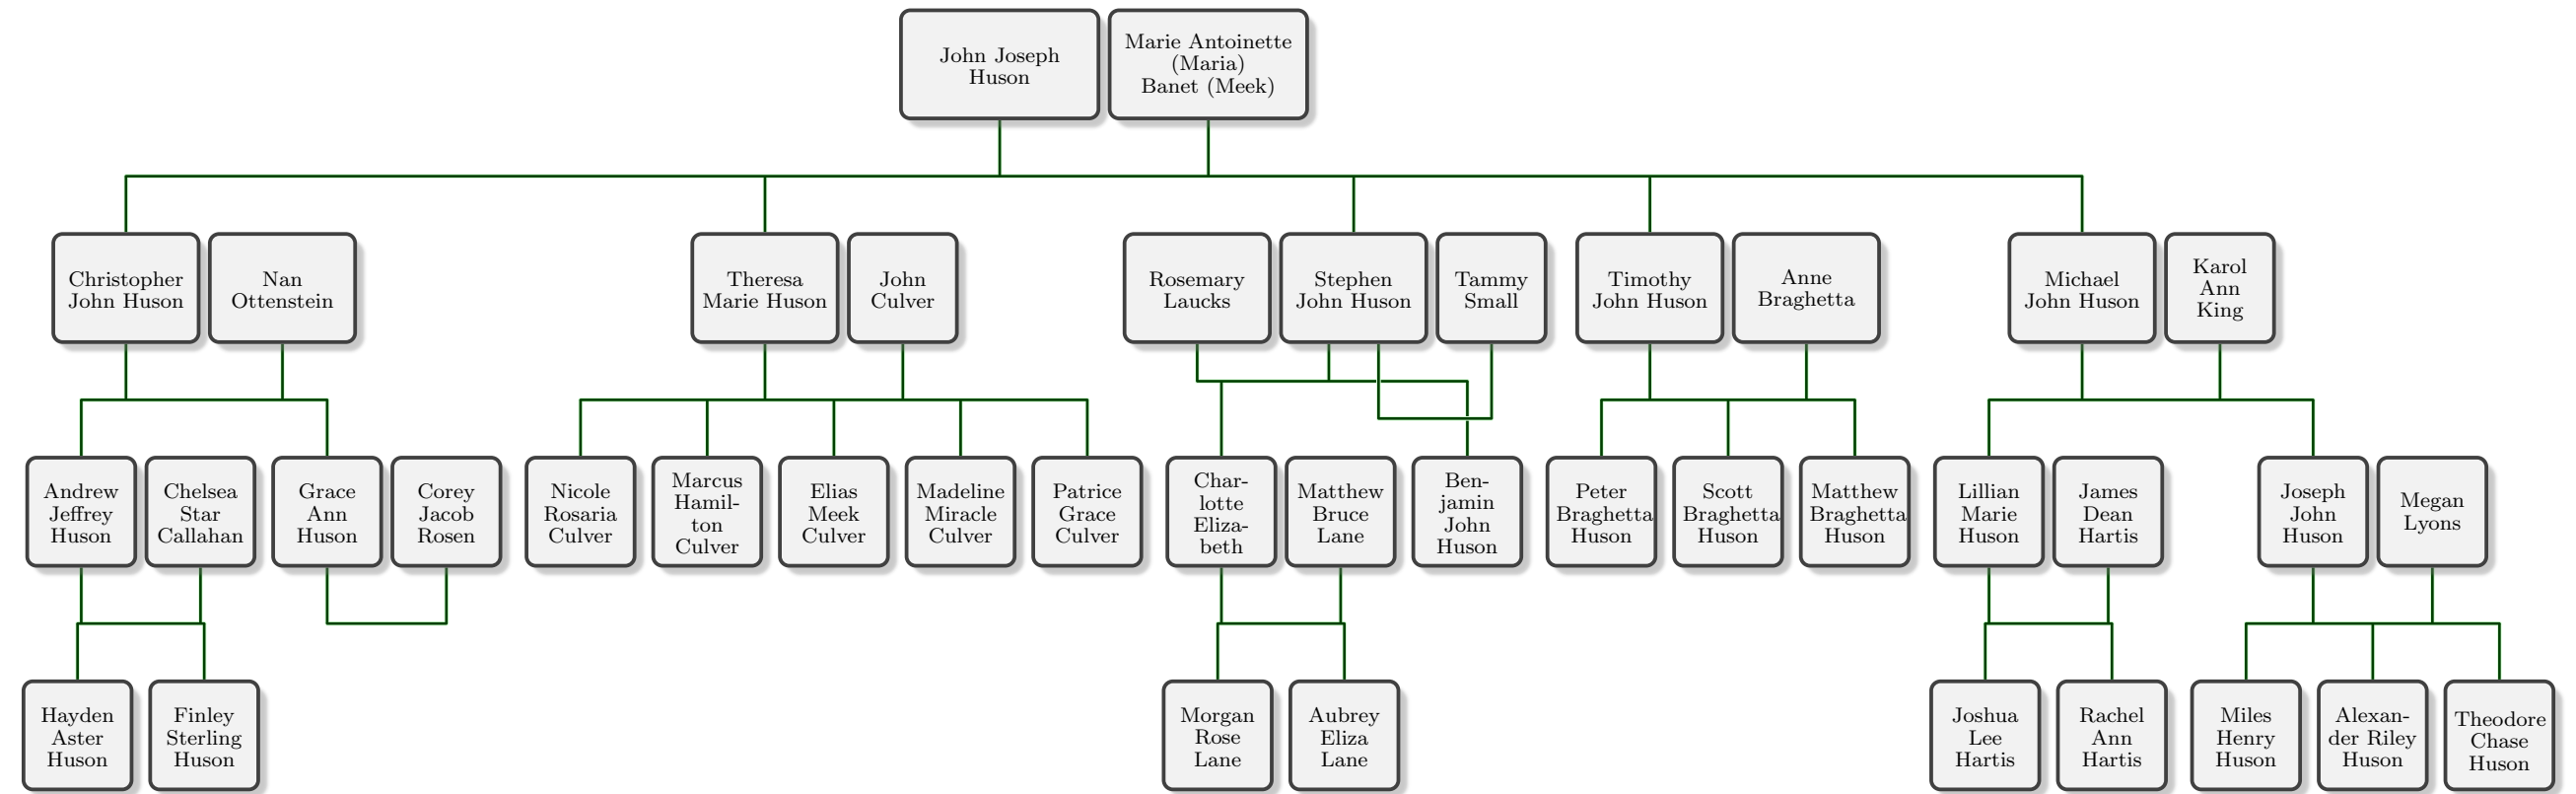 John Joseph
Huson
Marie Antoinette
(Maria)
Banet (Meek)
Christopher
John Huson
Nan
Ottenstein
Theresa
Marie Huson
John
Culver
Rosemary
Laucks
Stephen
John Huson
Tammy
Small
Timothy
John Huson
Anne
Braghetta
Michael
John Huson
Karol
Ann
King
Andrew
Jeffrey
Huson
Chelsea
Star
Callahan
Grace
Ann
Huson
Corey
Jacob
Rosen
Nicole
Rosaria
Culver
Marcus
Hamil-
ton
Culver
Elias
Meek
Culver
Madeline
Miracle
Culver
Patrice
Grace
Culver
Char-
lotte
Eliza-
beth
Matthew
Bruce
Lane
Ben-
jamin
John
Huson
Peter
Braghetta
Huson
Scott
Braghetta
Huson
Matthew
Braghetta
Huson
Lillian
Marie
Huson
James
Dean
Hartis
Joseph
John
Huson
Megan
Lyons
Hayden
Aster
Huson
Finley
Sterling
Huson
Morgan
Rose
Lane
Aubrey
Eliza
Lane
Joshua
Lee
Hartis
Rachel
Ann
Hartis
Miles
Henry
Huson
Alexan-
der Riley
Huson
Theodore
Chase
Huson